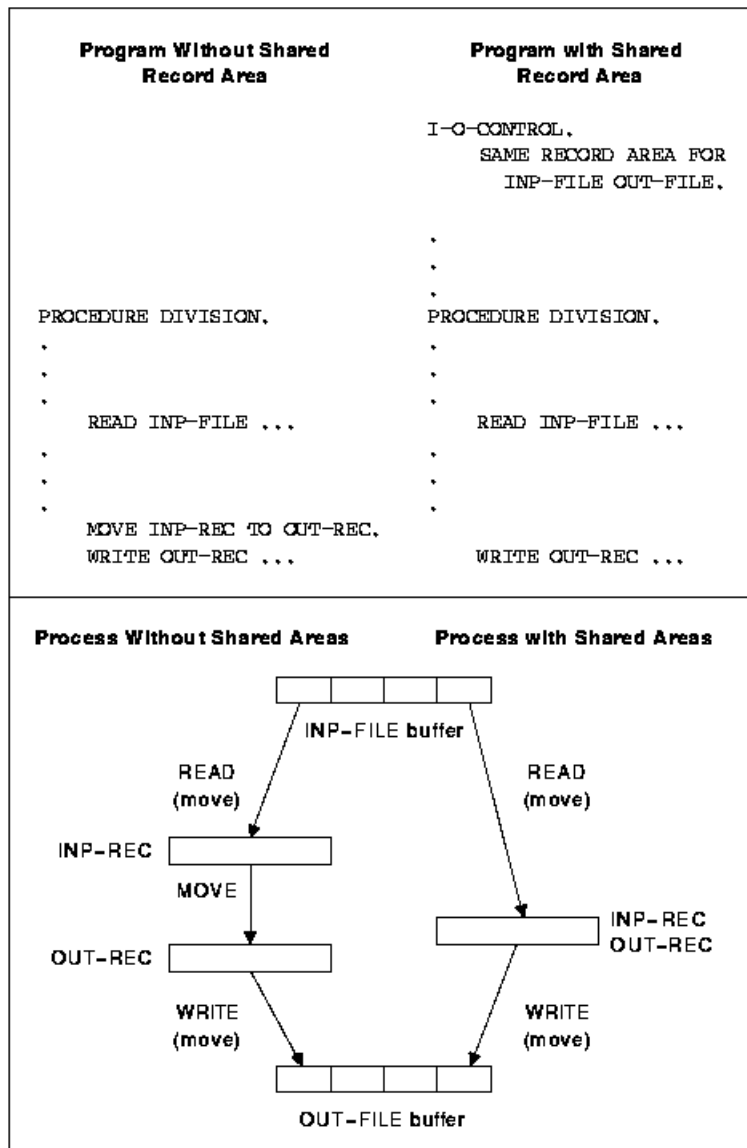 Program Without Shared
Record Area
Program with Shared
Record Area
I-O-CONTROL.
SAME RECORD AREA FOR
INP-FILE OUT-FILE.
.
.
.
PROCEDURE DIVISION.
PROCEDURE DIVISION.
.
.
.
.
.
.
READ INP-FILE ...
READ INP-FILE ...
.
.
.
.
.
.
MOVE INP-REC TO OUT-REC.
WRITE OUT-REC ...
WRITE OUT-REC ...
Process Without Shared Areas
Process with Shared Areas
INP-FILE buffer
READ
(move)
READ
(move)
INP-REC
MOVE
INP-REC
OUT-REC
OUT-REC
WRITE
(move)
WRITE
(move)
OUT-FILE buffer